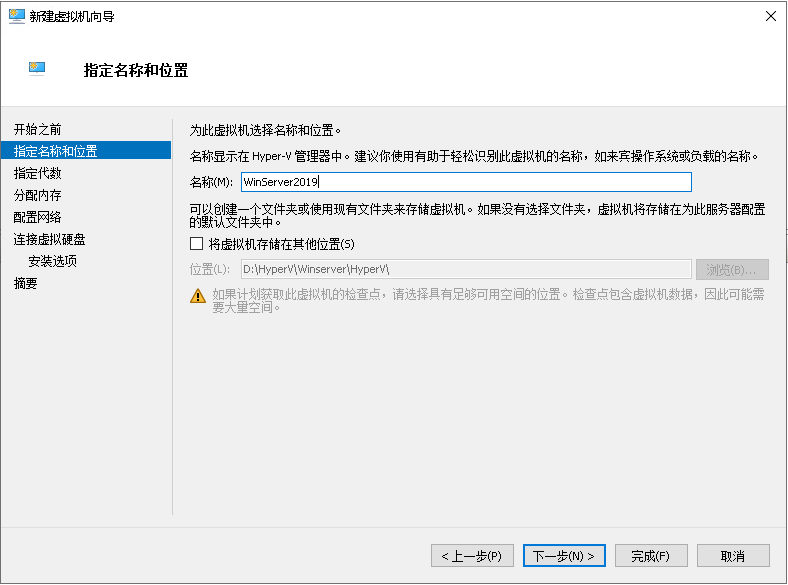 新建虚拟机向导
指定名称和位置
开始之前
指定名称和位置
指定代数
分配内存
配置网络
连接虚拟硬盘
安装选项
摘要
为此虚拟机选择名称和位置。
名称显示在 Hyper-V 管理器中。建议你使用有助于轻松识别此虚拟机的名称，如来宾操作系统或负载的名称。
名称(M): WinServer2019
可以创建一个文件夹或使用现有文件夹来存储虚拟机。如果没有选择文件夹，虚拟机将存储在为此服务器配置
的默认文件夹中。
将虚拟机存储在其他位置(S)
位置(L): D:\HyperV\Winserver\HyperV\ 浏览(B)...
如果计划获取此虚拟机的检查点，请选择具有足够可用空间的位置。检查点包含虚拟机数据，因此可能需
要大量空间。
< 上一步(P) 下一步(N) > 完成(F) 取消